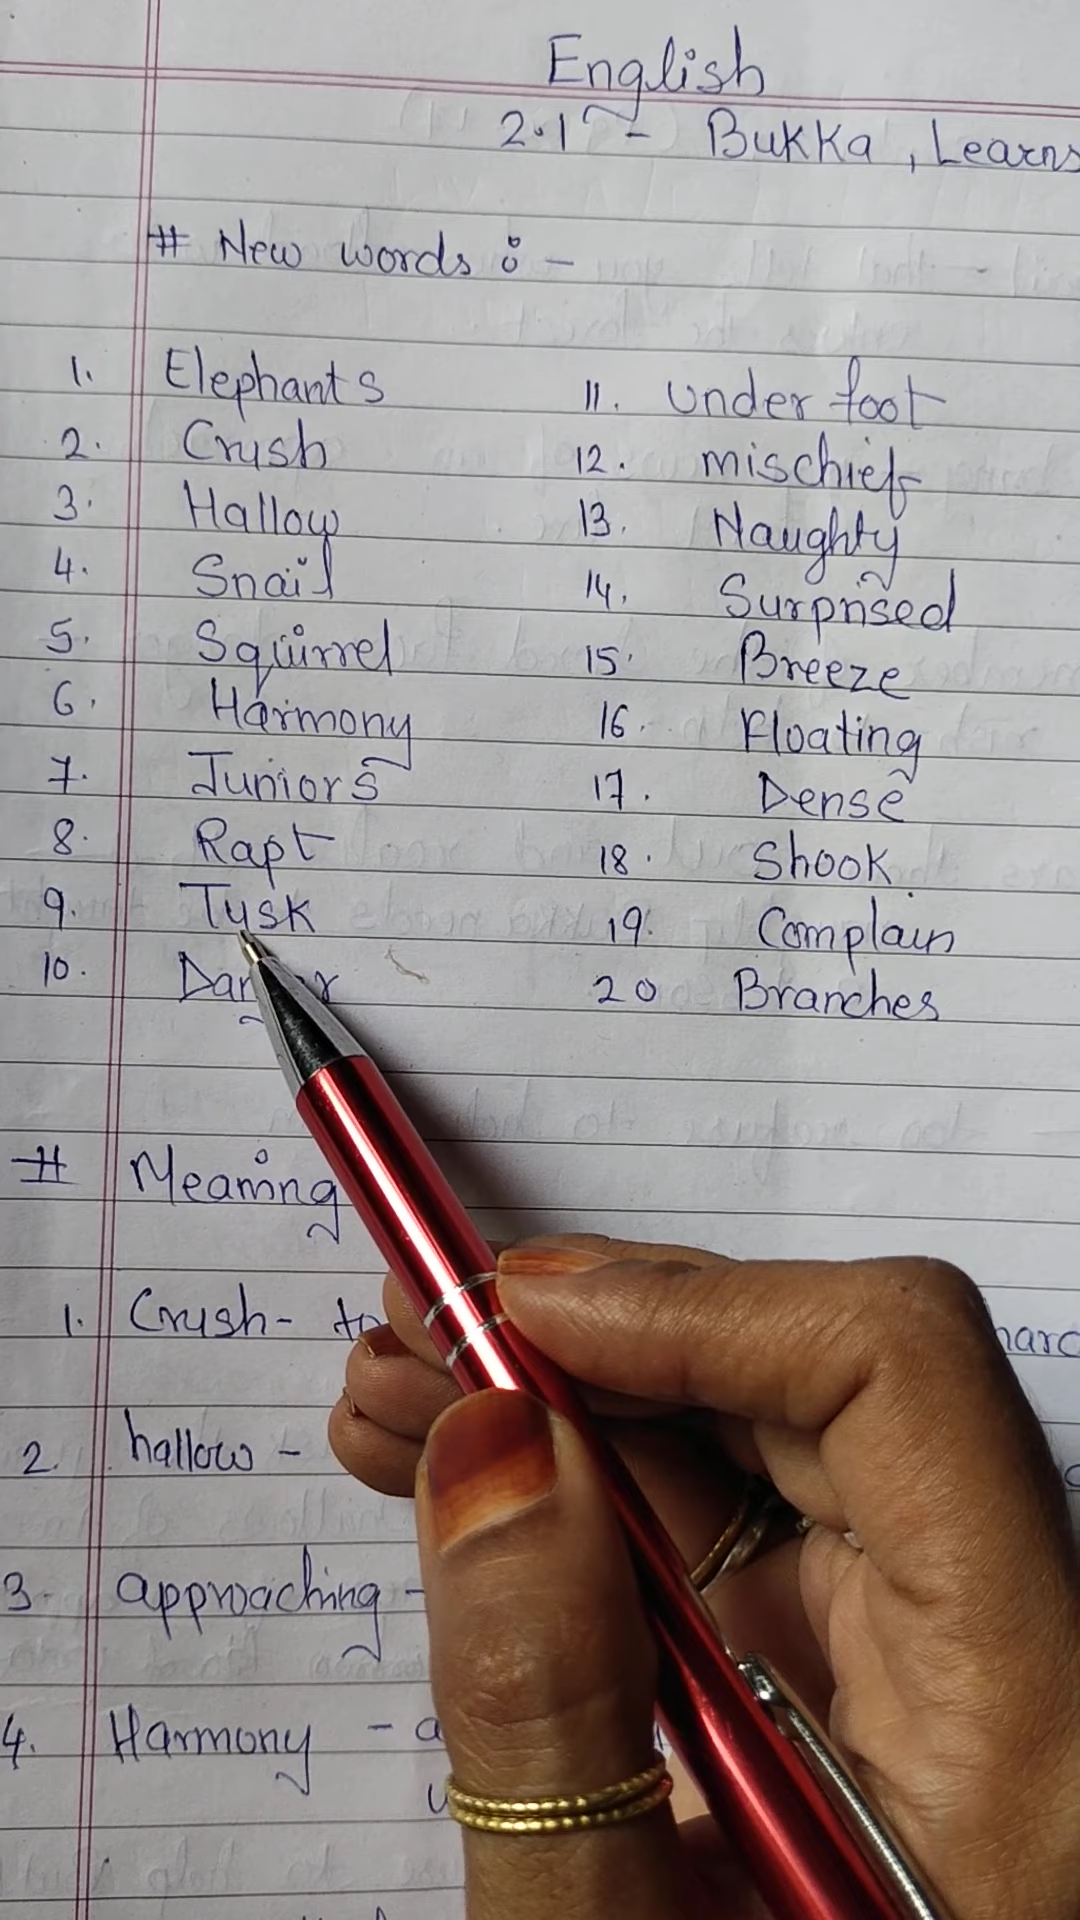 English
2.1 - Bukka, Learns
# New words :-
1. Elephants
2. Crush
3. Hallow
4. Snail
5. Squirrel
6. Harmony
7. Juniors
8. Rapt
9. Tusk
10.
11. Underfoot
12. mischief
13. Naughty
14. Surprised
15. Breeze
16. Floating
17. Dense
18. Shook
19. Complain
20 Branches
# Meaning
1. Crush- to
2. hallow -
3. approaching -
4. Harmony - a